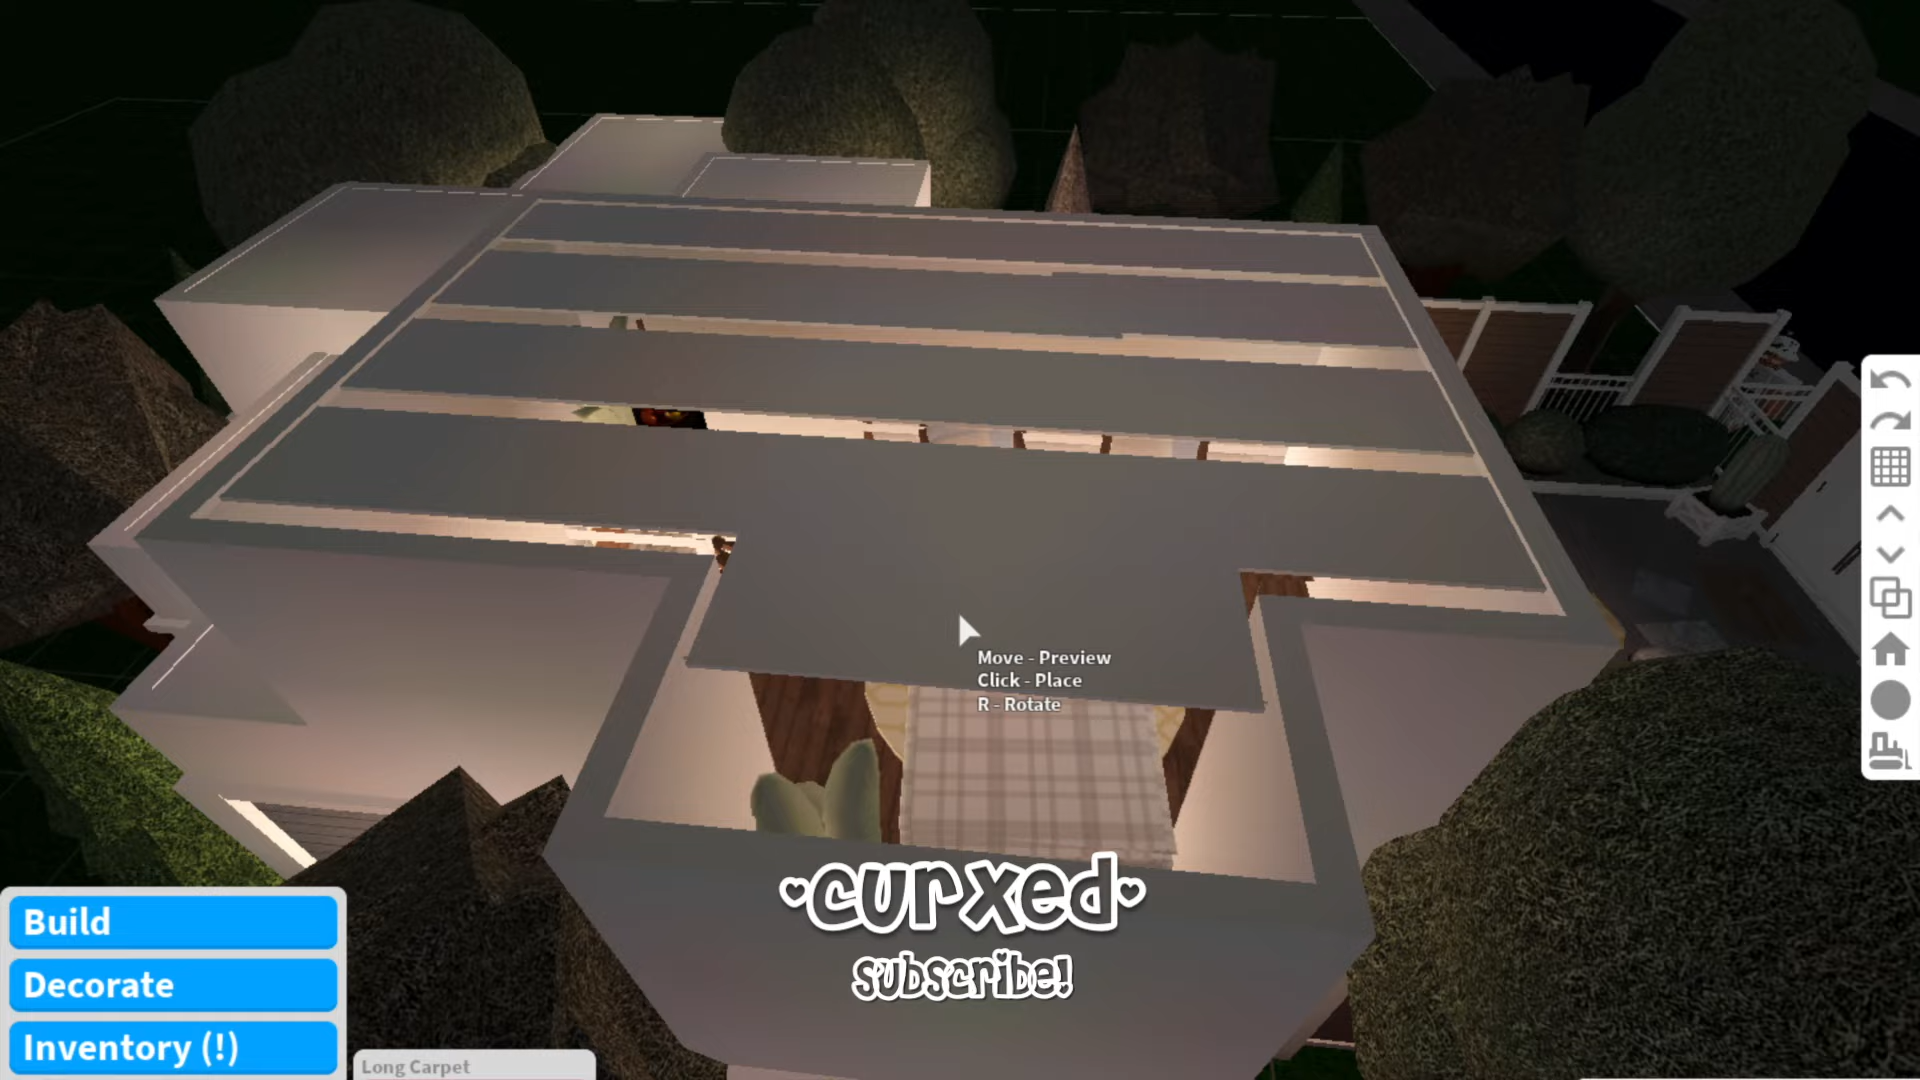 Move - Preview
Click - Place
R - Rotate
•curxed•
subscribe!
Build
Decorate
Inventory (!)
Long Carpet